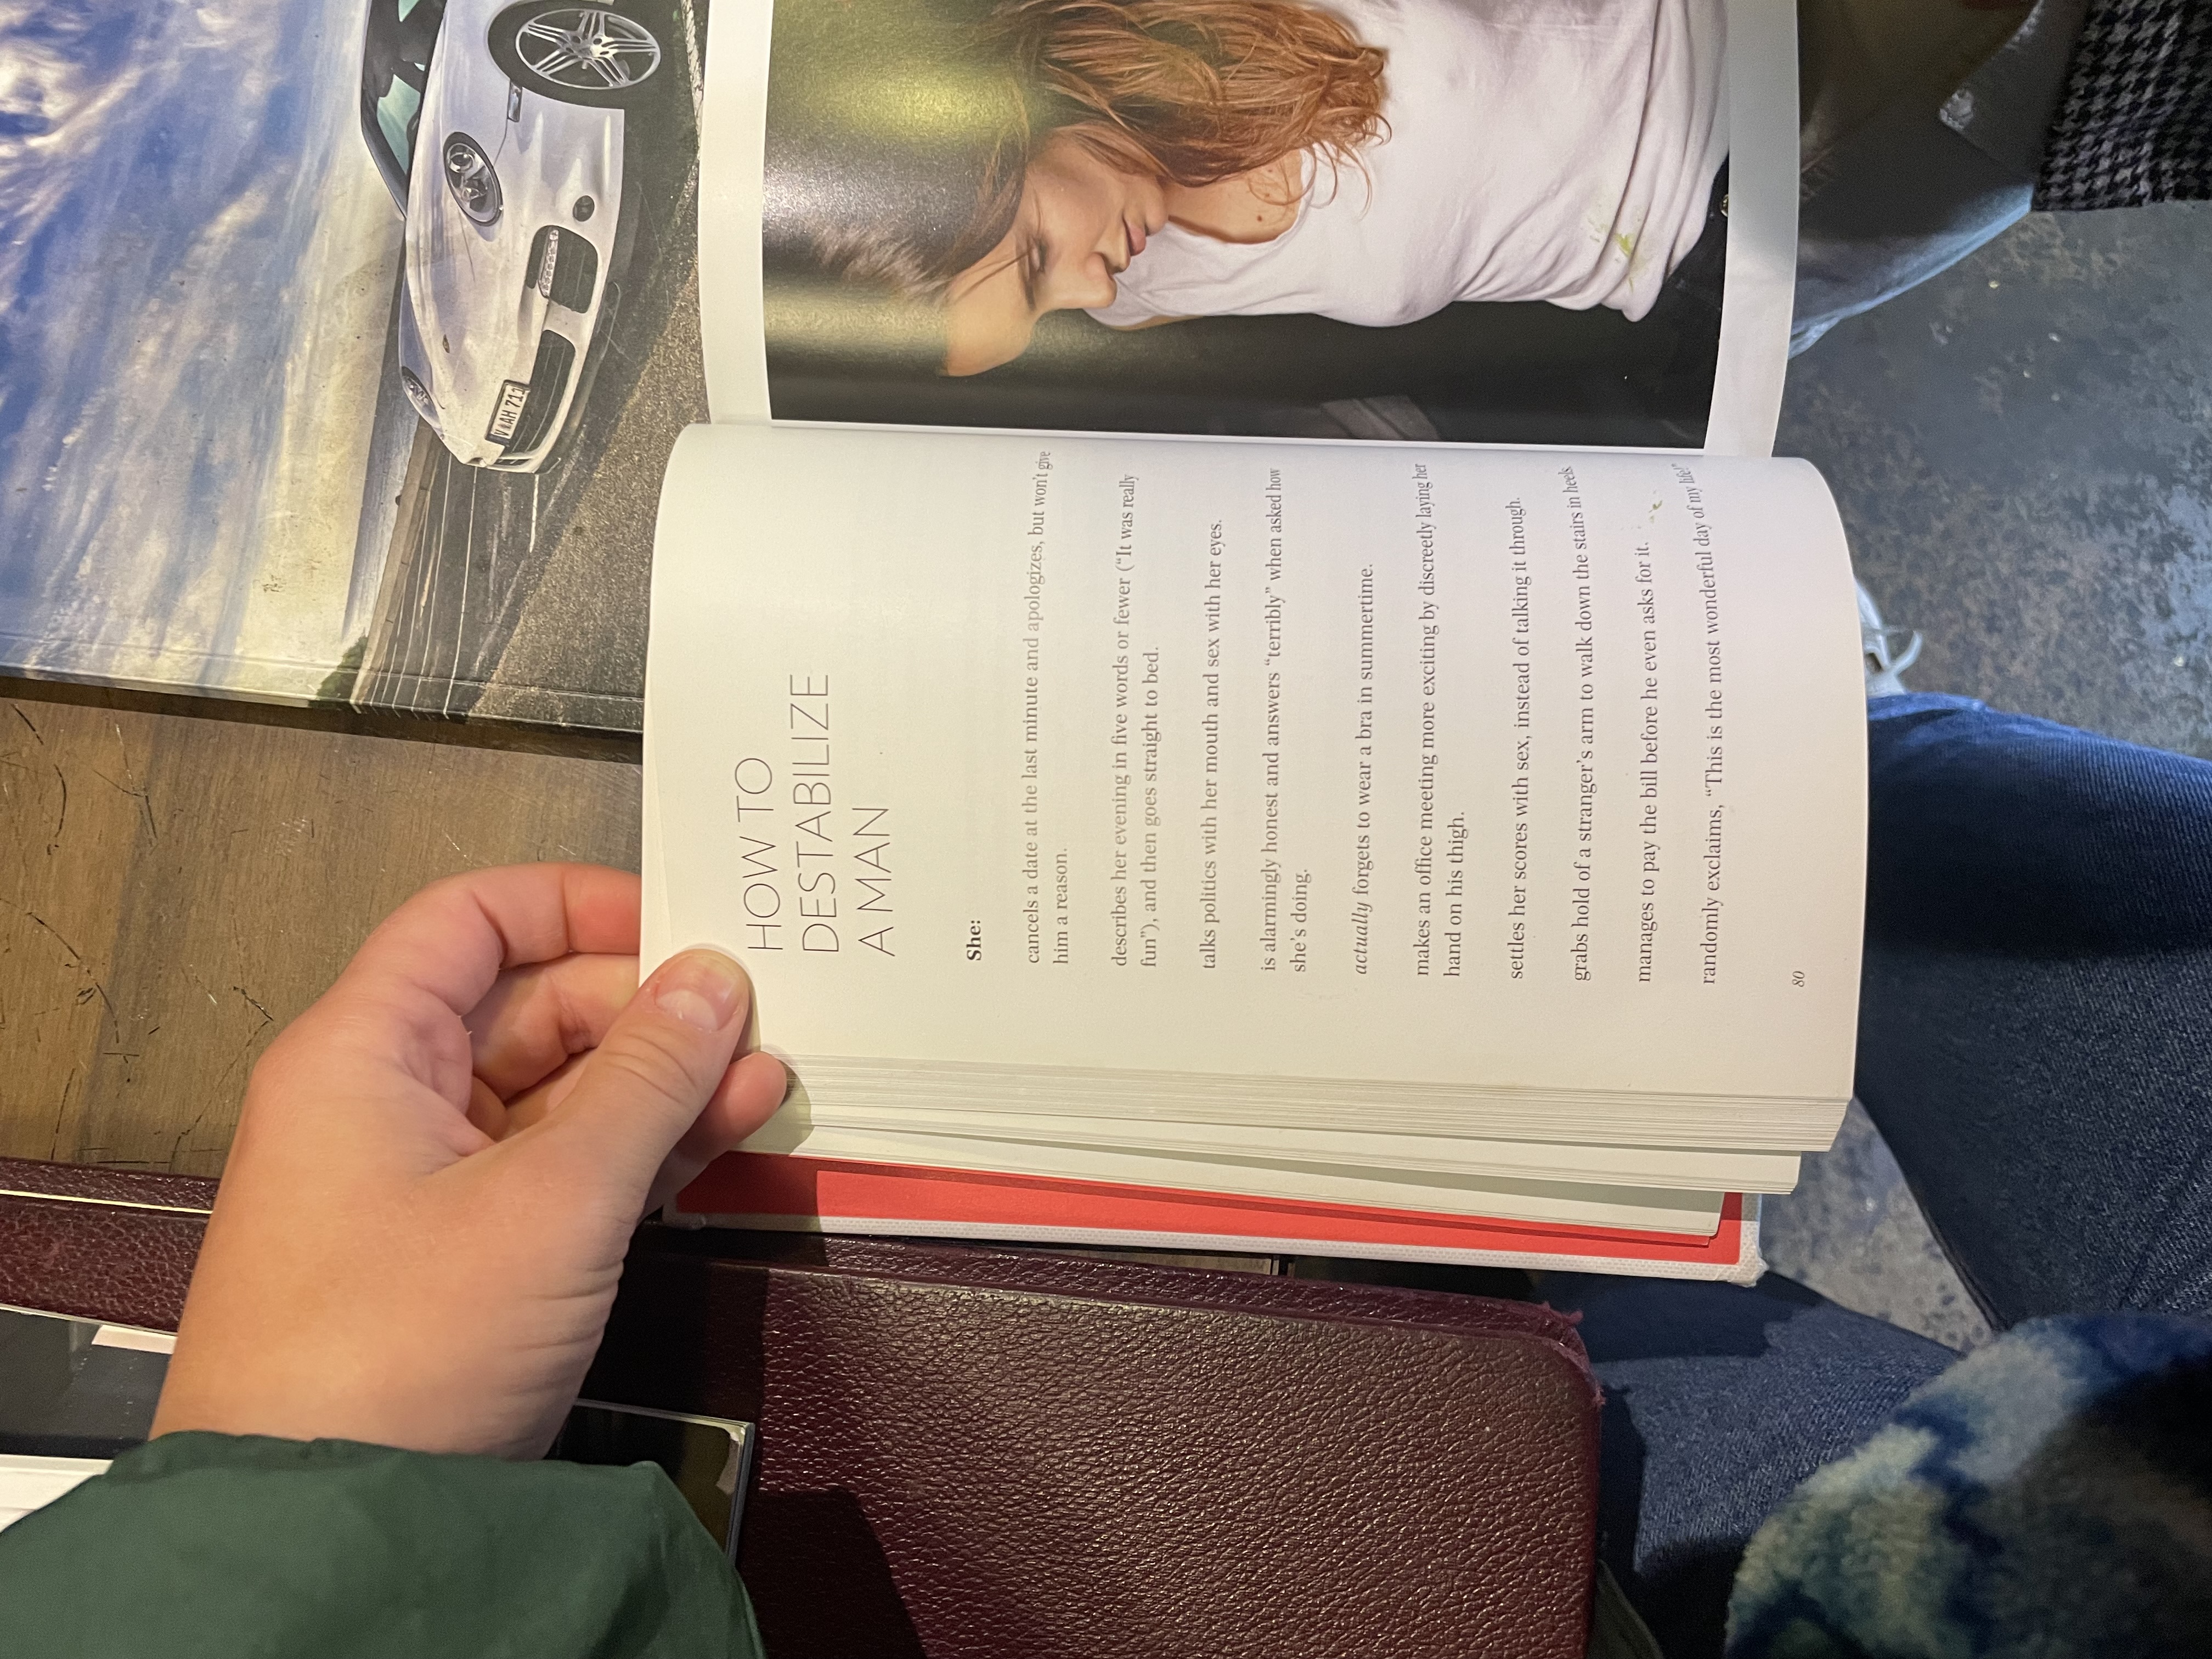 V AH 713
HOW TO
DESTABILIZE
A MAN
She:
cancels a date at the last minute and apologizes, but won't give
him a reason.
describes her evening in five words or fewer (“It was really
fun”), and then goes straight to bed.
talks politics with her mouth and sex with her eyes.
is alarmingly honest and answers “terribly” when asked how
she's doing.
actually forgets to wear a bra in summertime.
makes an office meeting more exciting by discreetly laying her
hand on his thigh.
settles her scores with sex, instead of talking it through.
grabs hold of a stranger's arm to walk down the stairs in heels.
manages to pay the bill before he even asks for it.
randomly exclaims, “This is the most wonderful day of my life!”
80